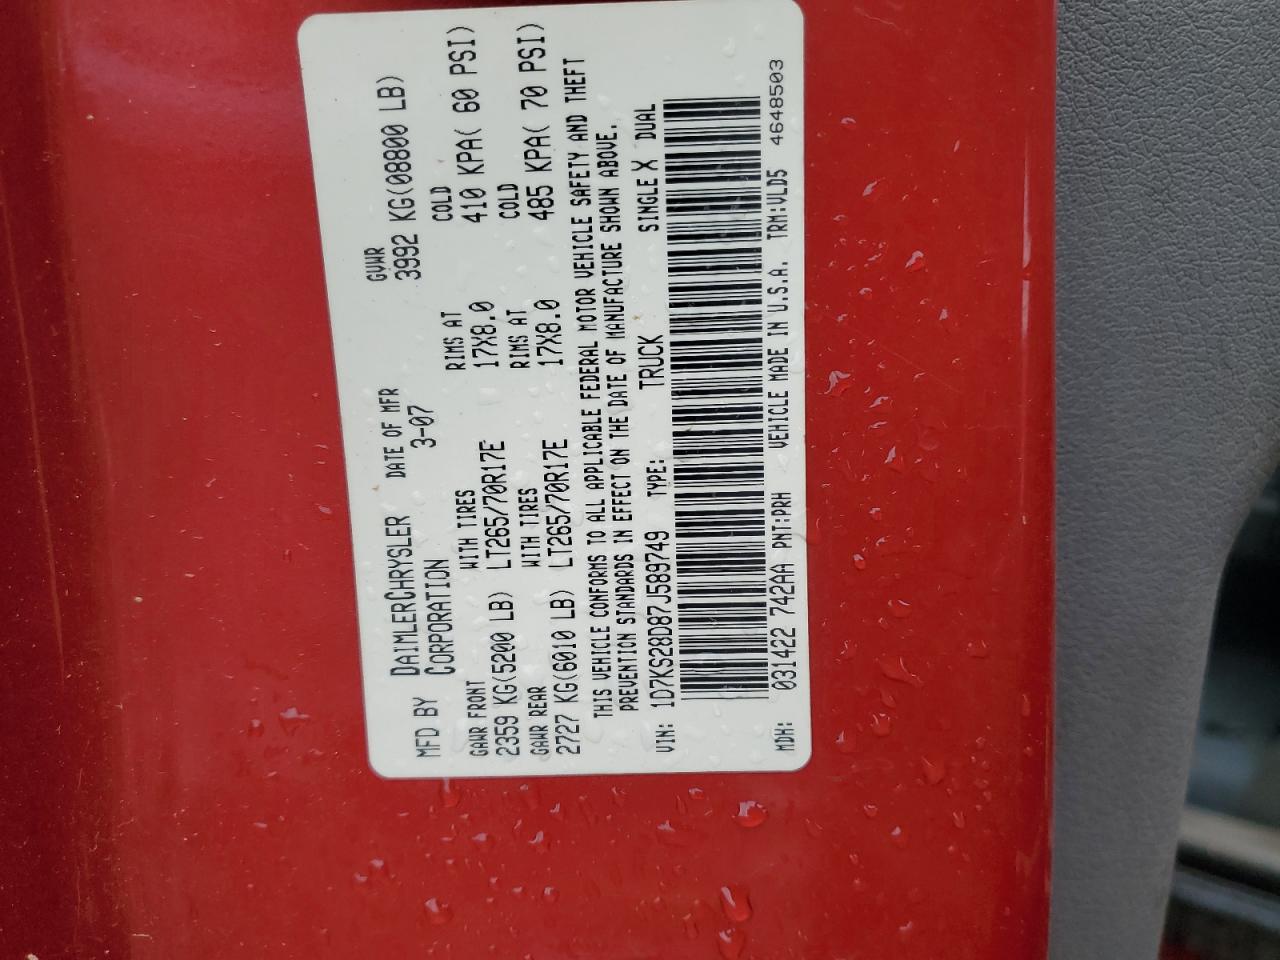 MFD BY DAIMLERCHRYSLER CORPORATION DATE OF MFR 3-07 GVWR 3992 KG(08800 LB)
GAWR FRONT WITH TIRES RIMS AT COLD
2359 KG(5200 LB) LT265/70R17E 17X8.0 410 KPA( 60 PSI)
GAWR REAR WITH TIRES RIMS AT COLD
2727 KG(6010 LB) LT265/70R17E 17X8.0 485 KPA( 70 PSI)
THIS VEHICLE CONFORMS TO ALL APPLICABLE FEDERAL MOTOR VEHICLE SAFETY AND THEFT
PREVENTION STANDARDS IN EFFECT ON THE DATE OF MANUFACTURE SHOWN ABOVE.
VIN: 1D7KS28D87J589749 TYPE: TRUCK SINGLE X DUAL
MDH: 031422 742AA PNT:PRH VEHICLE MADE IN U.S.A. TRM:VLD5 4648503